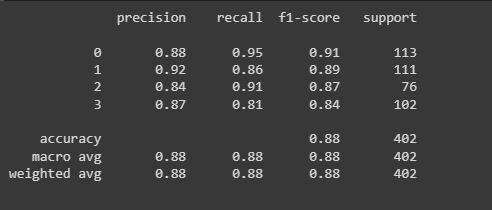 precision recall f1-score support
0 0.88 0.95 0.91 113
1 0.92 0.86 0.89 111
2 0.84 0.91 0.87 76
3 0.87 0.81 0.84 102
accuracy 0.88 402
macro avg 0.88 0.88 0.88 402
weighted avg 0.88 0.88 0.88 402